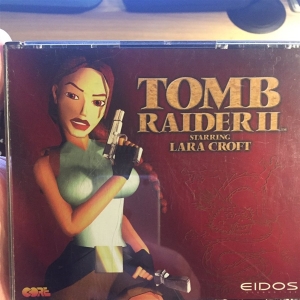 TOMB
RAIDER II
STARRING
LARA CROFT
CORE
EIDOS